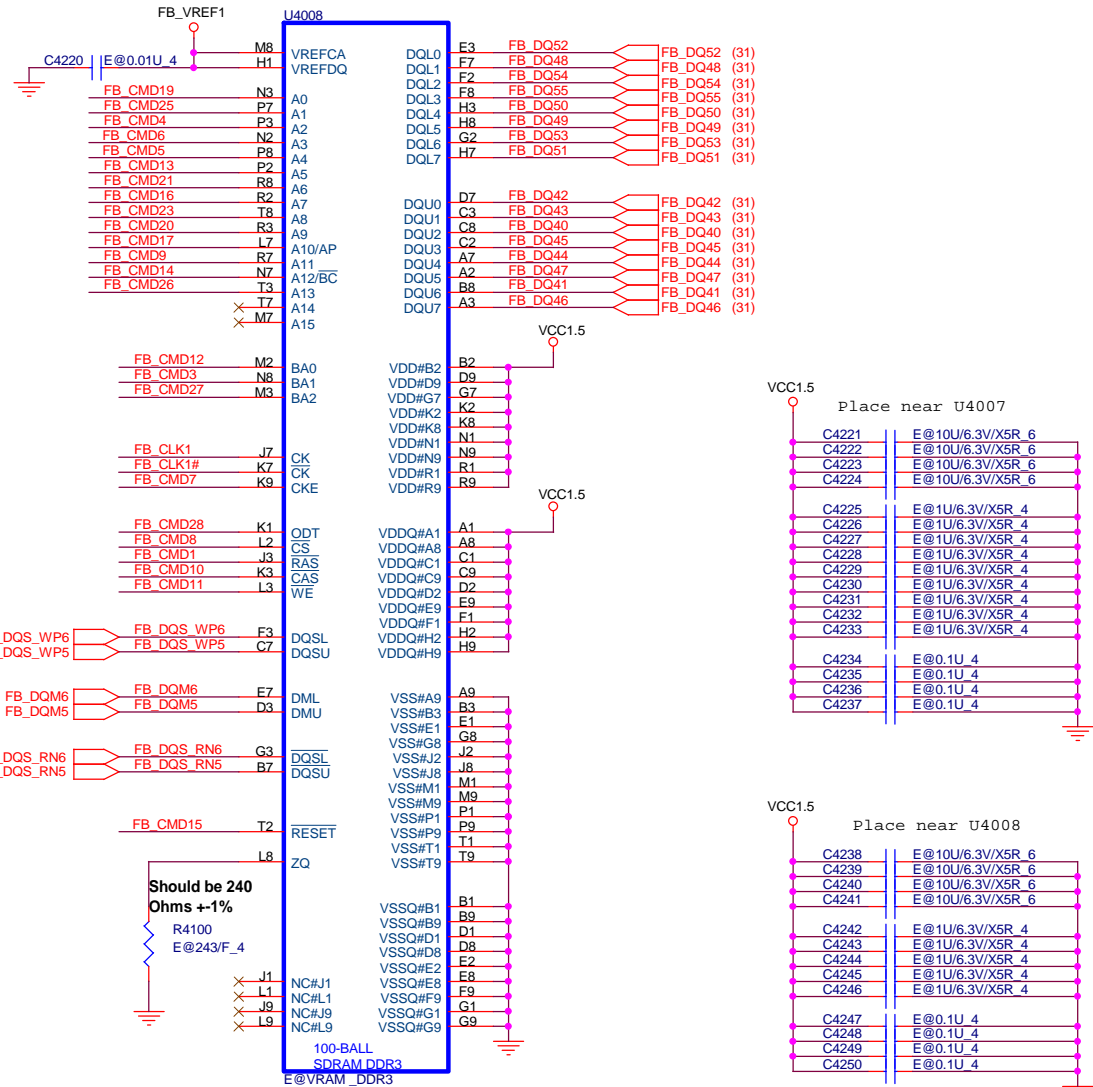 FB_VREF1
U4008
C4220 E@0.01U_4
M8 VREFCA
H1 VREFDQ
FB_CMD19 N3 A0
FB_CMD25 P7 A1
FB_CMD4 P3 A2
FB_CMD6 N2 A3
FB_CMD5 P8 A4
FB_CMD13 P2 A5
FB_CMD21 R8 A6
FB_CMD16 R2 A7
FB_CMD23 T8 A8
FB_CMD20 R3 A9
FB_CMD17 L7 A10/AP
FB_CMD9 R7 A11
FB_CMD14 N7 A12/BC
FB_CMD26 T3 A13
T7 A14
M7 A15
FB_CMD12 M2 BA0
FB_CMD3 N8 BA1
FB_CMD27 M3 BA2
FB_CLK1 J7 CK
FB_CLK1# K7 CK
FB_CMD7 K9 CKE
FB_CMD28 K1 ODT
FB_CMD8 L2 CS
FB_CMD1 J3 RAS
FB_CMD10 K3 CAS
FB_CMD11 L3 WE
_DQS_WP6 FB_DQS_WP6 F3 DQSL
_DQS_WP5 FB_DQS_WP5 C7 DQSU
FB_DQM6 FB_DQM6 E7 DML
FB_DQM5 FB_DQM5 D3 DMU
_DQS_RN6 FB_DQS_RN6 G3 DQSL
_DQS_RN5 FB_DQS_RN5 B7 DQSU
FB_CMD15 T2 RESET
L8 ZQ
Should be 240
Ohms +-1%
R4100
E@243/F_4
J1 NC#J1
L1 NC#L1
J9 NC#J9
L9 NC#L9
100-BALL
SDRAM DDR3
E@VRAM _DDR3
DQL0 E3 FB_DQ52 FB_DQ52 (31)
DQL1 F7 FB_DQ48 FB_DQ48 (31)
DQL2 F2 FB_DQ54 FB_DQ54 (31)
DQL3 F8 FB_DQ55 FB_DQ55 (31)
DQL4 H3 FB_DQ50 FB_DQ50 (31)
DQL5 H8 FB_DQ49 FB_DQ49 (31)
DQL6 G2 FB_DQ53 FB_DQ53 (31)
DQL7 H7 FB_DQ51 FB_DQ51 (31)
DQU0 D7 FB_DQ42 FB_DQ42 (31)
DQU1 C3 FB_DQ43 FB_DQ43 (31)
DQU2 C8 FB_DQ40 FB_DQ40 (31)
DQU3 C2 FB_DQ45 FB_DQ45 (31)
DQU4 A7 FB_DQ44 FB_DQ44 (31)
DQU5 A2 FB_DQ47 FB_DQ47 (31)
DQU6 B8 FB_DQ41 FB_DQ41 (31)
DQU7 A3 FB_DQ46 FB_DQ46 (31)
VCC1.5
VDD#B2 B2
VDD#D9 D9
VDD#G7 G7
VDD#K2 K2
VDD#K8 K8
VDD#N1 N1
VDD#N9 N9
VDD#R1 R1
VDD#R9 R9
VCC1.5
VDDQ#A1 A1
VDDQ#A8 A8
VDDQ#C1 C1
VDDQ#C9 C9
VDDQ#D2 D2
VDDQ#E9 E9
VDDQ#F1 F1
VDDQ#H2 H2
VDDQ#H9 H9
VSS#A9 A9
VSS#B3 B3
VSS#E1 E1
VSS#G8 G8
VSS#J2 J2
VSS#J8 J8
VSS#M1 M1
VSS#M9 M9
VSS#P1 P1
VSS#P9 P9
VSS#T1 T1
VSS#T9 T9
VSSQ#B1 B1
VSSQ#B9 B9
VSSQ#D1 D1
VSSQ#D8 D8
VSSQ#E2 E2
VSSQ#E8 E8
VSSQ#F9 F9
VSSQ#G1 G1
VSSQ#G9 G9
VCC1.5
Place near U4007
C4221 E@10U/6.3V/X5R_6
C4222 E@10U/6.3V/X5R_6
C4223 E@10U/6.3V/X5R_6
C4224 E@10U/6.3V/X5R_6
C4225 E@1U/6.3V/X5R_4
C4226 E@1U/6.3V/X5R_4
C4227 E@1U/6.3V/X5R_4
C4228 E@1U/6.3V/X5R_4
C4229 E@1U/6.3V/X5R_4
C4230 E@1U/6.3V/X5R_4
C4231 E@1U/6.3V/X5R_4
C4232 E@1U/6.3V/X5R_4
C4233 E@1U/6.3V/X5R_4
C4234 E@0.1U_4
C4235 E@0.1U_4
C4236 E@0.1U_4
C4237 E@0.1U_4
VCC1.5
Place near U4008
C4238 E@10U/6.3V/X5R_6
C4239 E@10U/6.3V/X5R_6
C4240 E@10U/6.3V/X5R_6
C4241 E@10U/6.3V/X5R_6
C4242 E@1U/6.3V/X5R_4
C4243 E@1U/6.3V/X5R_4
C4244 E@1U/6.3V/X5R_4
C4245 E@1U/6.3V/X5R_4
C4246 E@1U/6.3V/X5R_4
C4247 E@0.1U_4
C4248 E@0.1U_4
C4249 E@0.1U_4
C4250 E@0.1U_4